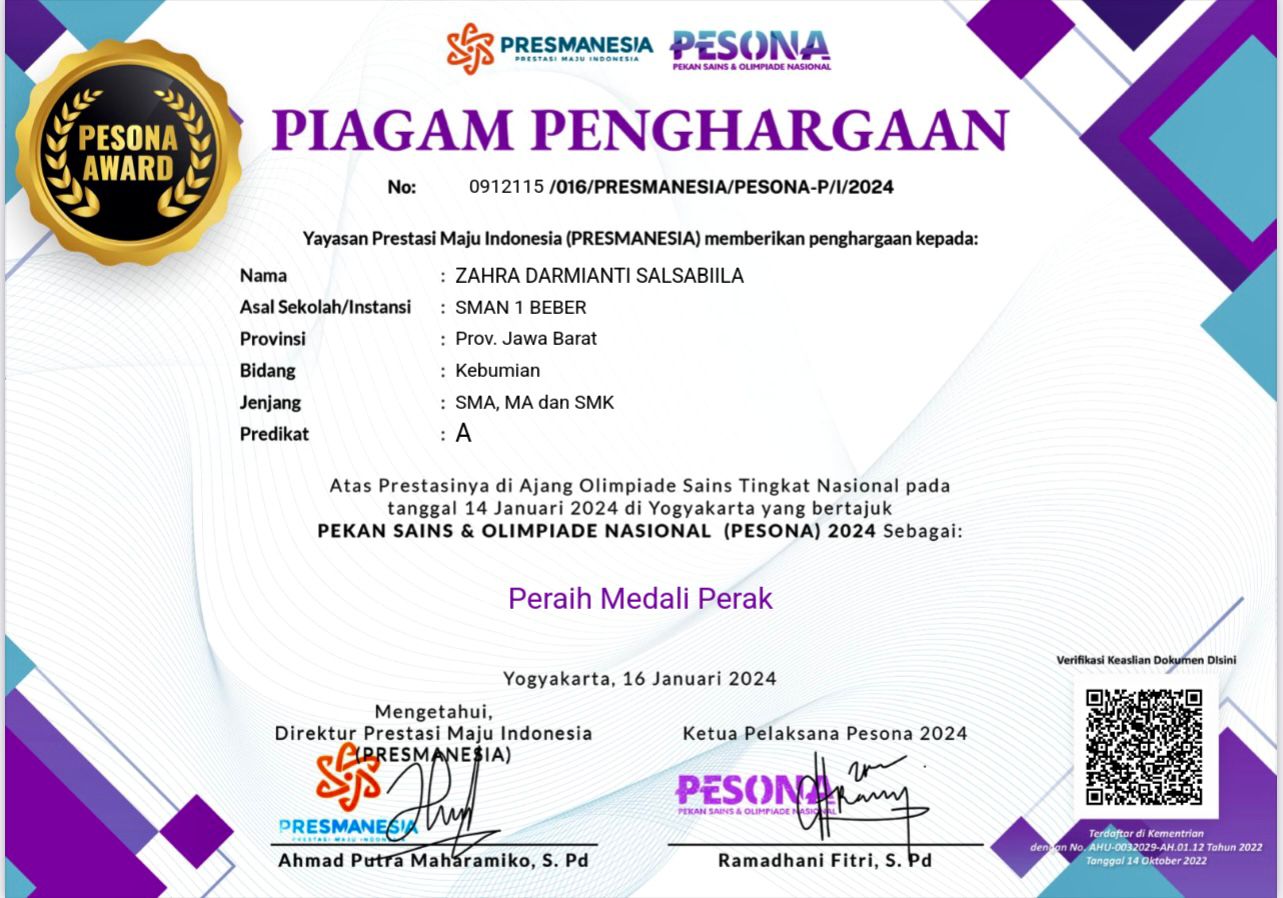 PRESMANESIA
PRESTASI MAJU INDONESIA
PESONA
PEKAN SAINS & OLIMPIADE NASIONAL
PESONA
AWARD
PIAGAM PENGHARGAAN
No: 0912115 /016/PRESMANESIA/PESONA-P/I/2024
Yayasan Prestasi Maju Indonesia (PRESMANESIA) memberikan penghargaan kepada:
Nama : ZAHRA DARMIANTI SALSABIILA
Asal Sekolah/Instansi : SMAN 1 BEBER
Provinsi : Prov. Jawa Barat
Bidang : Kebumian
Jenjang : SMA, MA dan SMK
Predikat : A
Atas Prestasinya di Ajang Olimpiade Sains Tingkat Nasional pada
tanggal 14 Januari 2024 di Yogyakarta yang bertajuk
PEKAN SAINS & OLIMPIADE NASIONAL (PESONA) 2024 Sebagai:
Peraih Medali Perak
Yogyakarta, 16 Januari 2024
Mengetahui,
Direktur Prestasi Maju Indonesia
(PRESMANESIA)
PRESMANESIA
PRESTASI MAJU INDONESIA
Ahmad Putra Maharamiko, S. Pd
Ketua Pelaksana Pesona 2024
PESONA
PEKAN SAINS & OLIMPIADE NASIONAL
Ramadhani Fitri, S. Pd
Verifikasi Keaslian Dokumen DIsini
Terdaftar di Kementrian
dengan No. AHU-0032029-AH.01.12 Tahun 2022
Tanggal 14 Oktober 2022